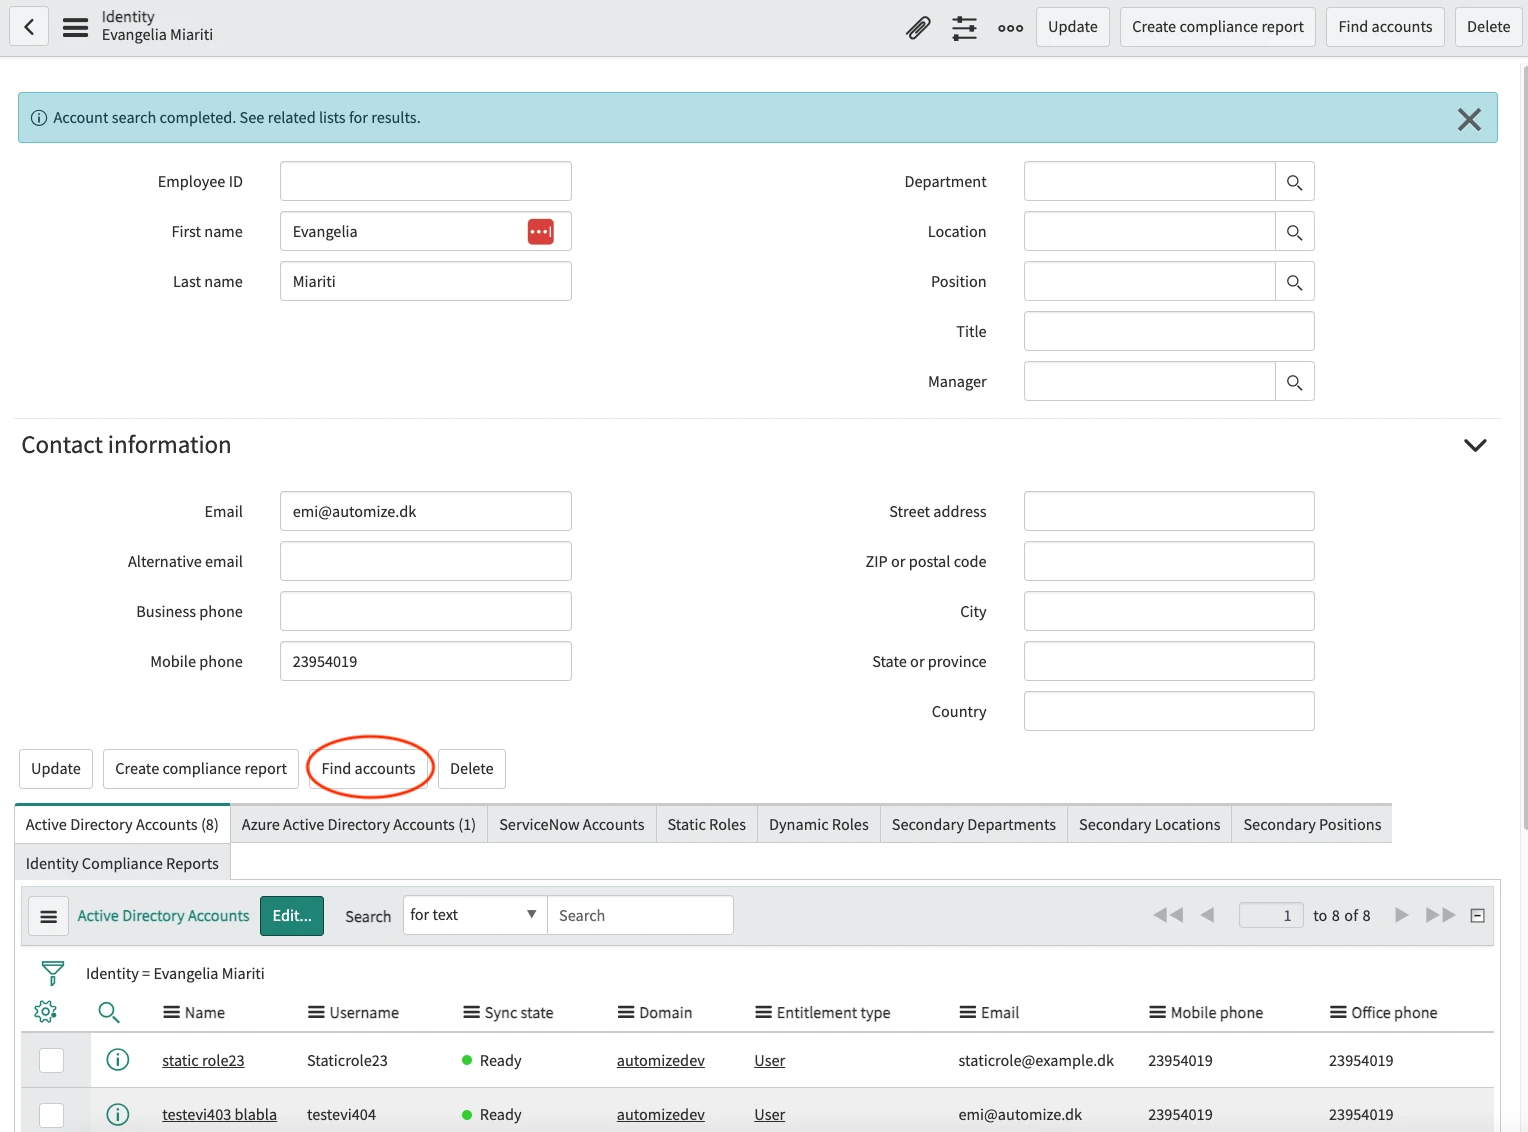 Identity
Evangelia Miariti
Update
Create compliance report
Find accounts
Delete
Account search completed. See related lists for results.
Employee ID
First name
Evangelia
Last name
Miariti
Department
Location
Position
Title
Manager
Contact information
Email
emi@automize.dk
Alternative email
Business phone
Mobile phone
23954019
Street address
ZIP or postal code
City
State or province
Country
Update
Create compliance report
Find accounts
Delete
Active Directory Accounts (8)
Azure Active Directory Accounts (1)
ServiceNow Accounts
Static Roles
Dynamic Roles
Secondary Departments
Secondary Locations
Secondary Positions
Identity Compliance Reports
Active Directory Accounts
Edit...
Search
for text
Search
1 to 8 of 8
Identity = Evangelia Miariti
Name Username Sync state Domain Entitlement type Email Mobile phone Office phone
static role23 Staticrole23 Ready automizedev User staticrole@example.dk 23954019 23954019
testevi403 blabla testevi404 Ready automizedev User emi@automize.dk 23954019 23954019